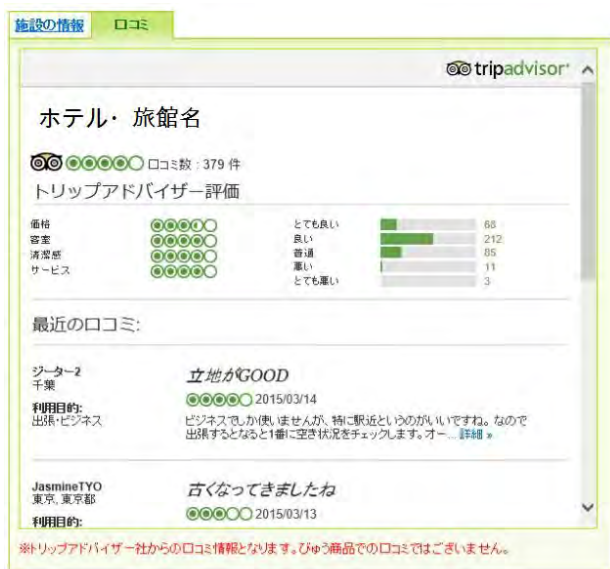 施設の情報 口コミ
tripadvisor
ホテル・ 旅館名
口コミ数 : 379 件
トリップアドバイザー評価
価格 とても良い 68
客室 良い 212
清潔感 普通 85
サービス 悪い 11
とても悪い 3
最近の口コミ:
ジーター2
千葉
利用目的:
出張・ビジネス
立地がGOOD
2015/03/14
ビジネスでしか使いませんが、特に駅近というのがいいですね。なので
出張するとなると1番に空き状況をチェックします。オー... 詳細 »
JasmineTYO
東京, 東京都
利用目的:
古くなってきましたね
2015/03/13
※トリップアドバイザー社からの口コミ情報となります。びゅう商品での口コミではございません。